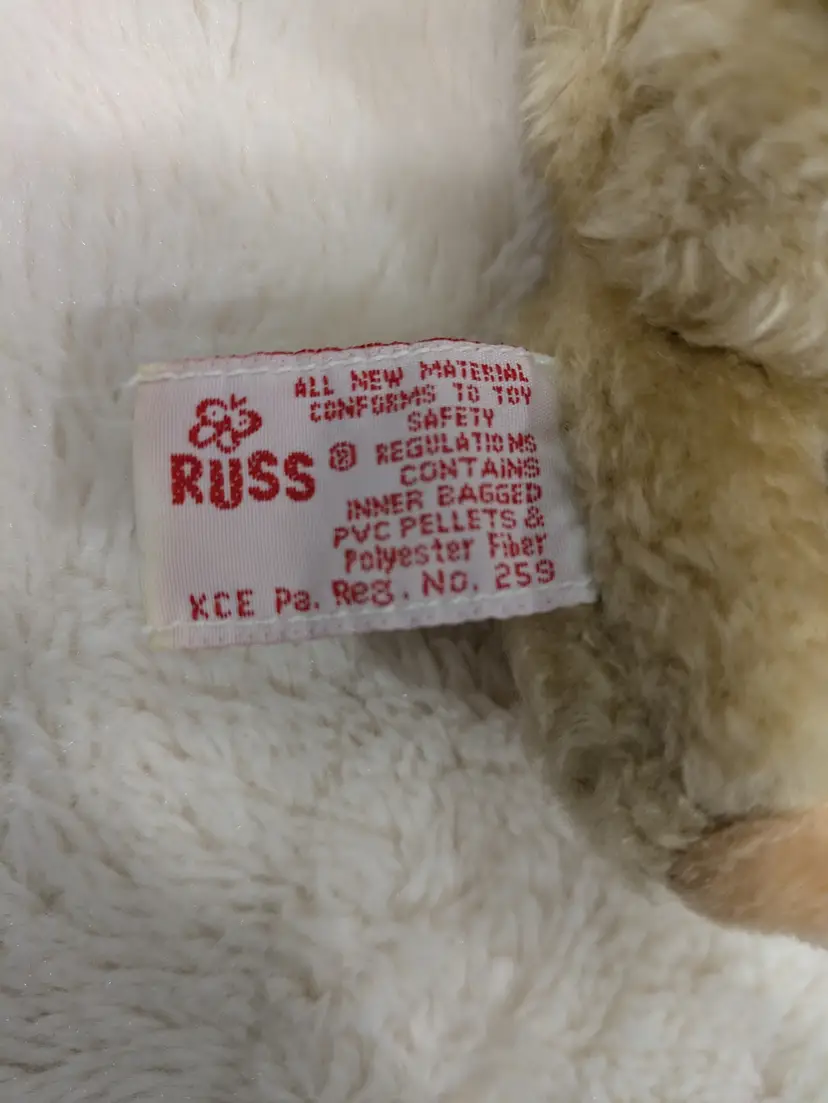 ALL NEW MATERIAL
CONFORMS TO TOY
SAFETY
RUSS ® REGULATIONS
CONTAINS
INNER BAGGED
PVC PELLETS &
Polyester Fiber
KCE Pa. Reg. No. 259